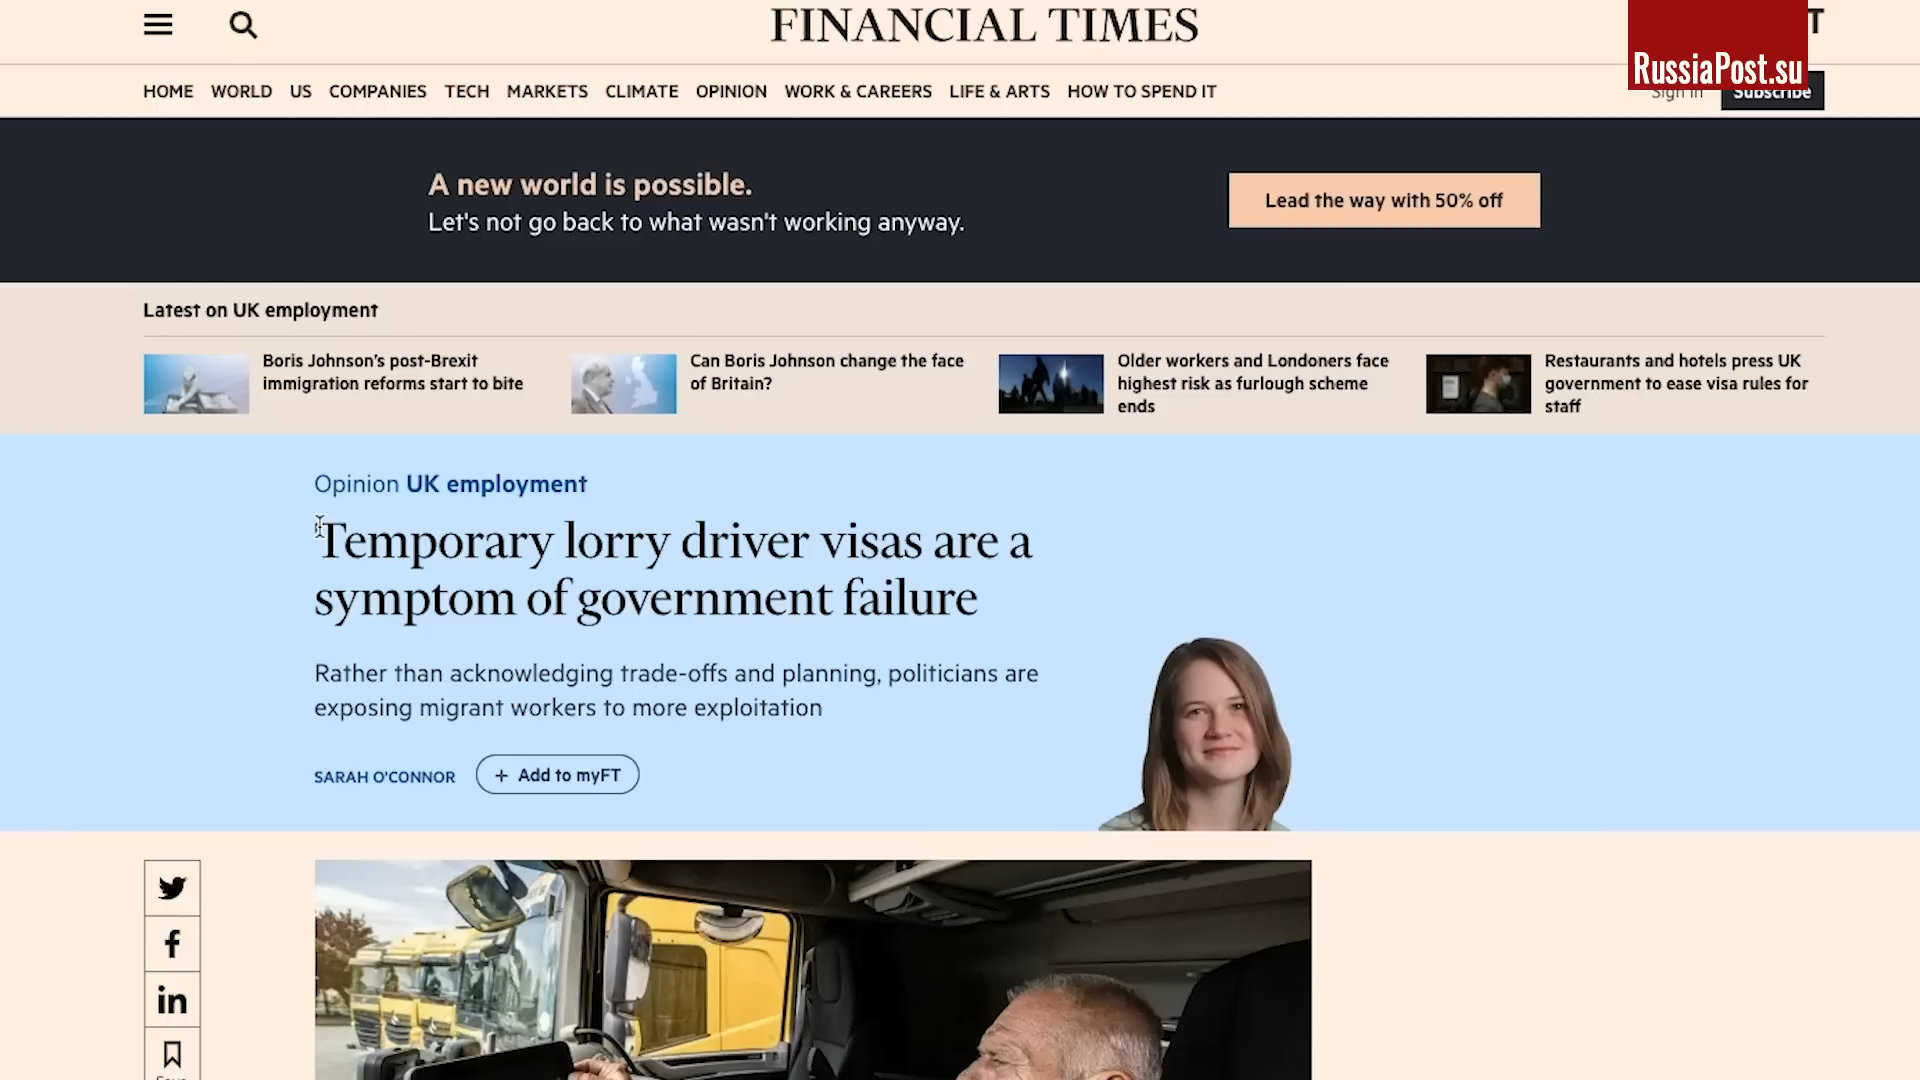 FINANCIAL TIMES
RussiaPost.su
HOME WORLD US COMPANIES TECH MARKETS CLIMATE OPINION WORK & CAREERS LIFE & ARTS HOW TO SPEND IT
Sign In Subscribe
A new world is possible.
Let's not go back to what wasn't working anyway.
Lead the way with 50% off
Latest on UK employment
Boris Johnson's post-Brexit
immigration reforms start to bite
Can Boris Johnson change the face
of Britain?
Older workers and Londoners face
highest risk as furlough scheme
ends
Restaurants and hotels press UK
government to ease visa rules for
staff
Opinion UK employment
Temporary lorry driver visas are a
symptom of government failure
Rather than acknowledging trade-offs and planning, politicians are
exposing migrant workers to more exploitation
SARAH O'CONNOR
+ Add to myFT